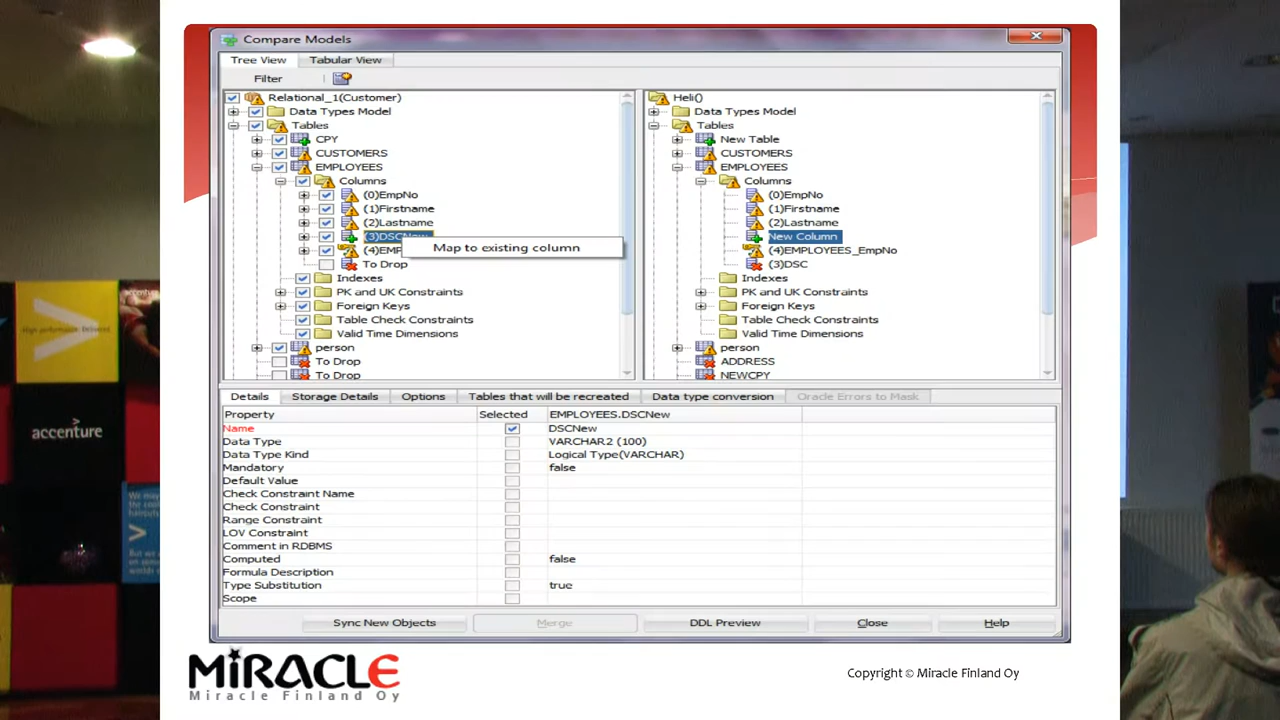 Compare Models
Tree View Tabular View
Filter
Relational_1(Customer)
Data Types Model
Tables
CPY
CUSTOMERS
EMPLOYEES
Columns
(0)EmpNo
(1)Firstname
(2)Lastname
(3)DSCNew
(4)EMP
To Drop
Indexes
PK and UK Constraints
Foreign Keys
Table Check Constraints
Valid Time Dimensions
person
To Drop
To Drop
Map to existing column
Heli()
Data Types Model
Tables
New Table
CUSTOMERS
EMPLOYEES
Columns
(0)EmpNo
(1)Firstname
(2)Lastname
New Column
(4)EMPLOYEES_EmpNo
(3)DSC
Indexes
PK and UK Constraints
Foreign Keys
Table Check Constraints
Valid Time Dimensions
person
ADDRESS
NEWCPY
Details Storage Details Options Tables that will be recreated Data type conversion Oracle Errors to Mask
Property Selected EMPLOYEES.DSCNew
Name DSCNew
Data Type VARCHAR2 (100)
Data Type Kind Logical Type(VARCHAR)
Mandatory false
Default Value
Check Constraint Name
Check Constraint
Range Constraint
LOV Constraint
Comment in RDBMS
Computed false
Formula Description
Type Substitution true
Scope
Sync New Objects Merge DDL Preview Close Help
MIRACLE
Miracle Finland Oy
Copyright © Miracle Finland Oy
High performance. Delivered.
accenture
accenture